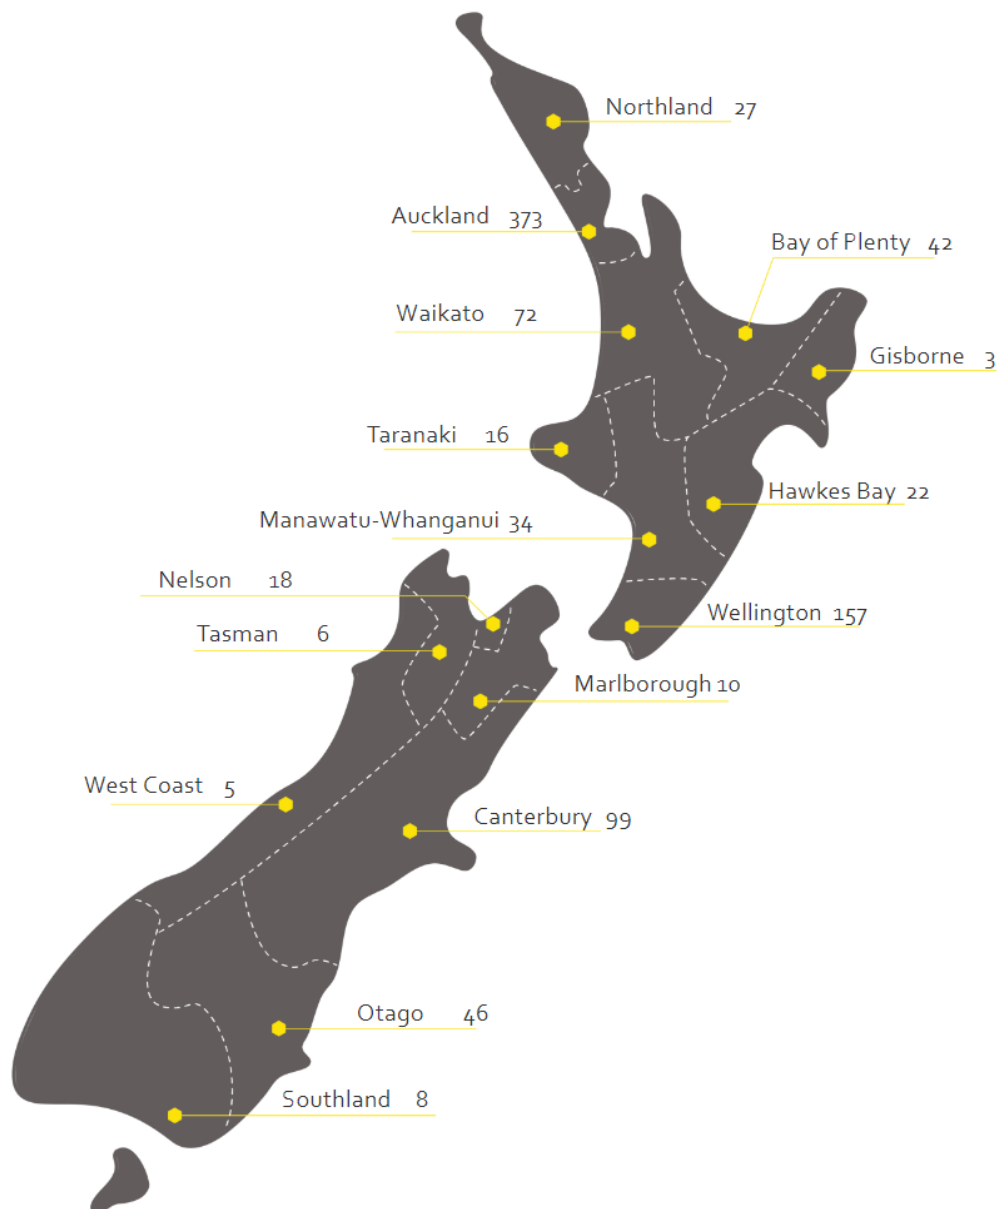 Northland 27
Auckland 373
Bay of Plenty 42
Waikato 72
Gisborne 3
Taranaki 16
Hawkes Bay 22
Manawatu-Whanganui 34
Nelson 18
Wellington 157
Tasman 6
Marlborough 10
West Coast 5
Canterbury 99
Otago 46
Southland 8